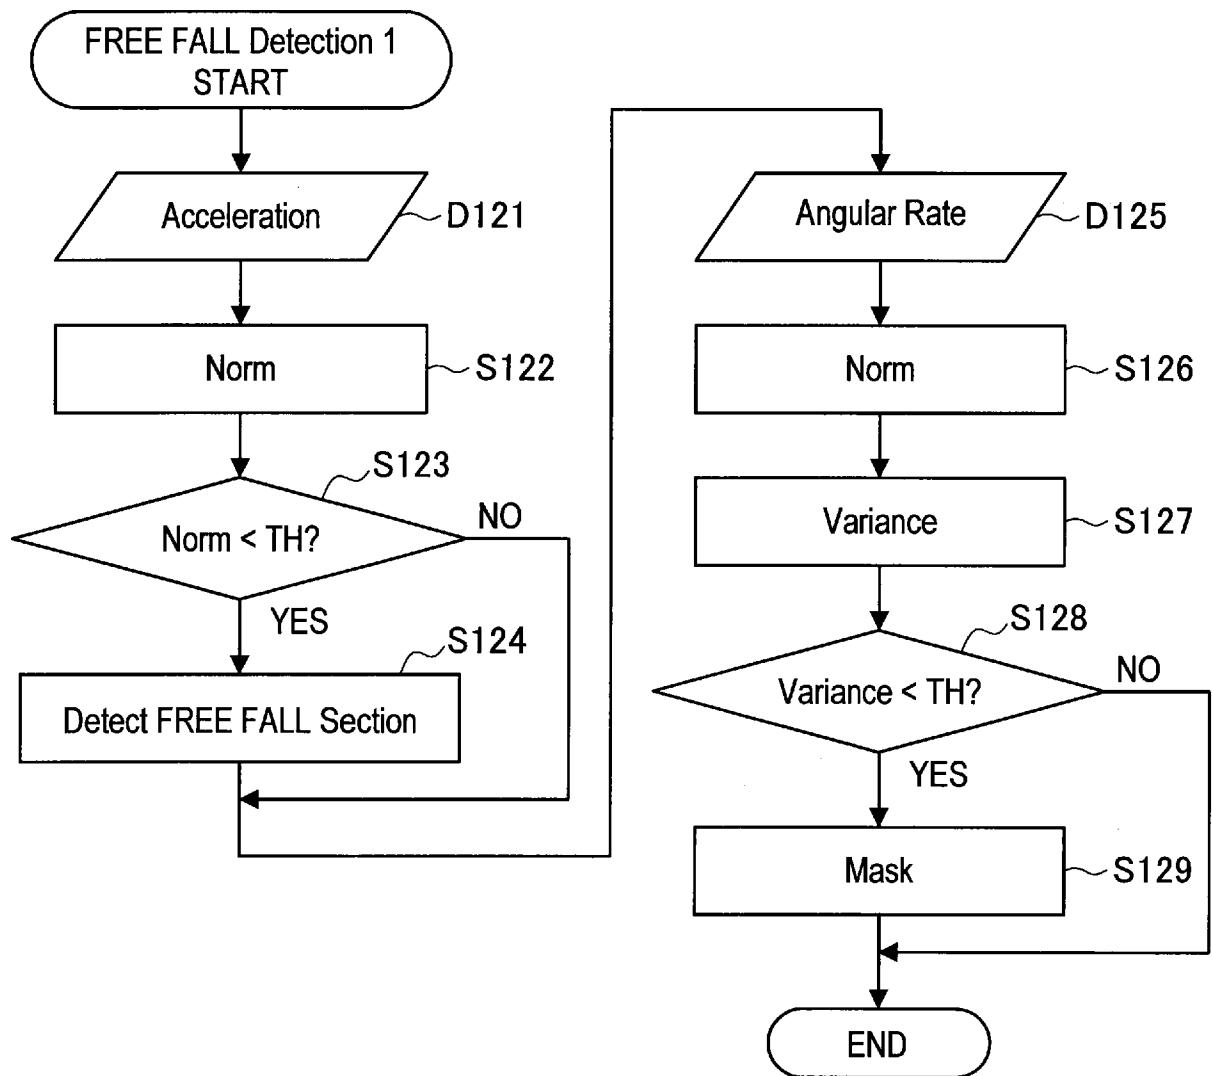 FREE FALL Detection 1
START
Acceleration
D121
Norm
S122
S123
Norm < TH?
NO
YES
S124
Detect FREE FALL Section
Angular Rate
D125
Norm
S126
Variance
S127
S128
Variance < TH?
NO
YES
Mask
S129
END